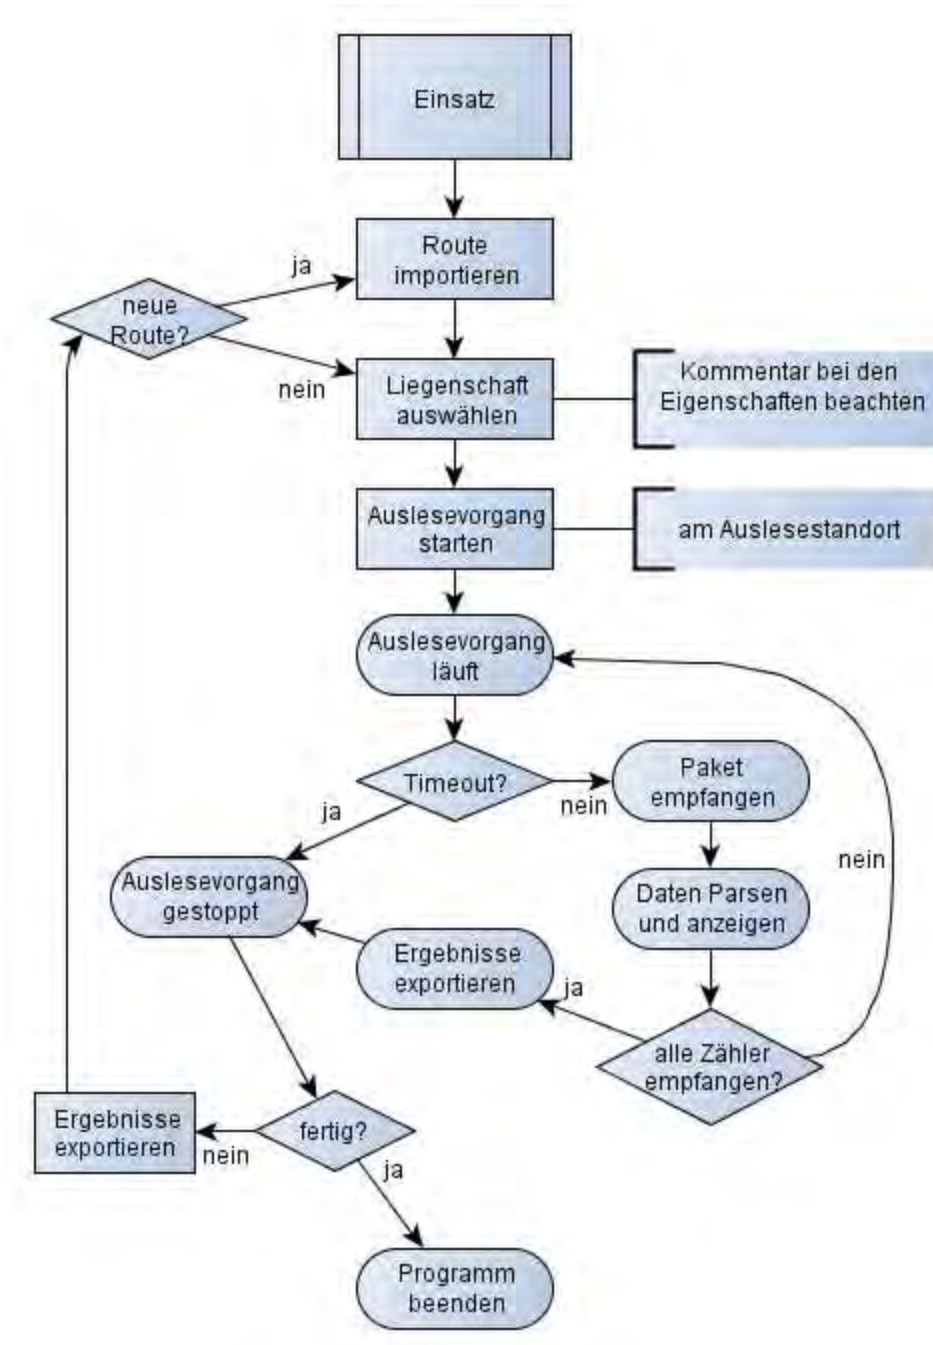 Einsatz
Route
importieren
ja
neue
Route?
nein
Liegenschaft
auswählen
Kommentar bei den
Eigenschaften beachten
Auslesevorgang
starten
am Auslesestandort
Auslesevorgang
läuft
Timeout?
nein
Paket
empfangen
ja
nein
Auslesevorgang
gestoppt
Daten Parsen
und anzeigen
Ergebnisse
exportieren
ja
alle Zähler
empfangen?
Ergebnisse
exportieren
nein
fertig?
ja
Programm
beenden